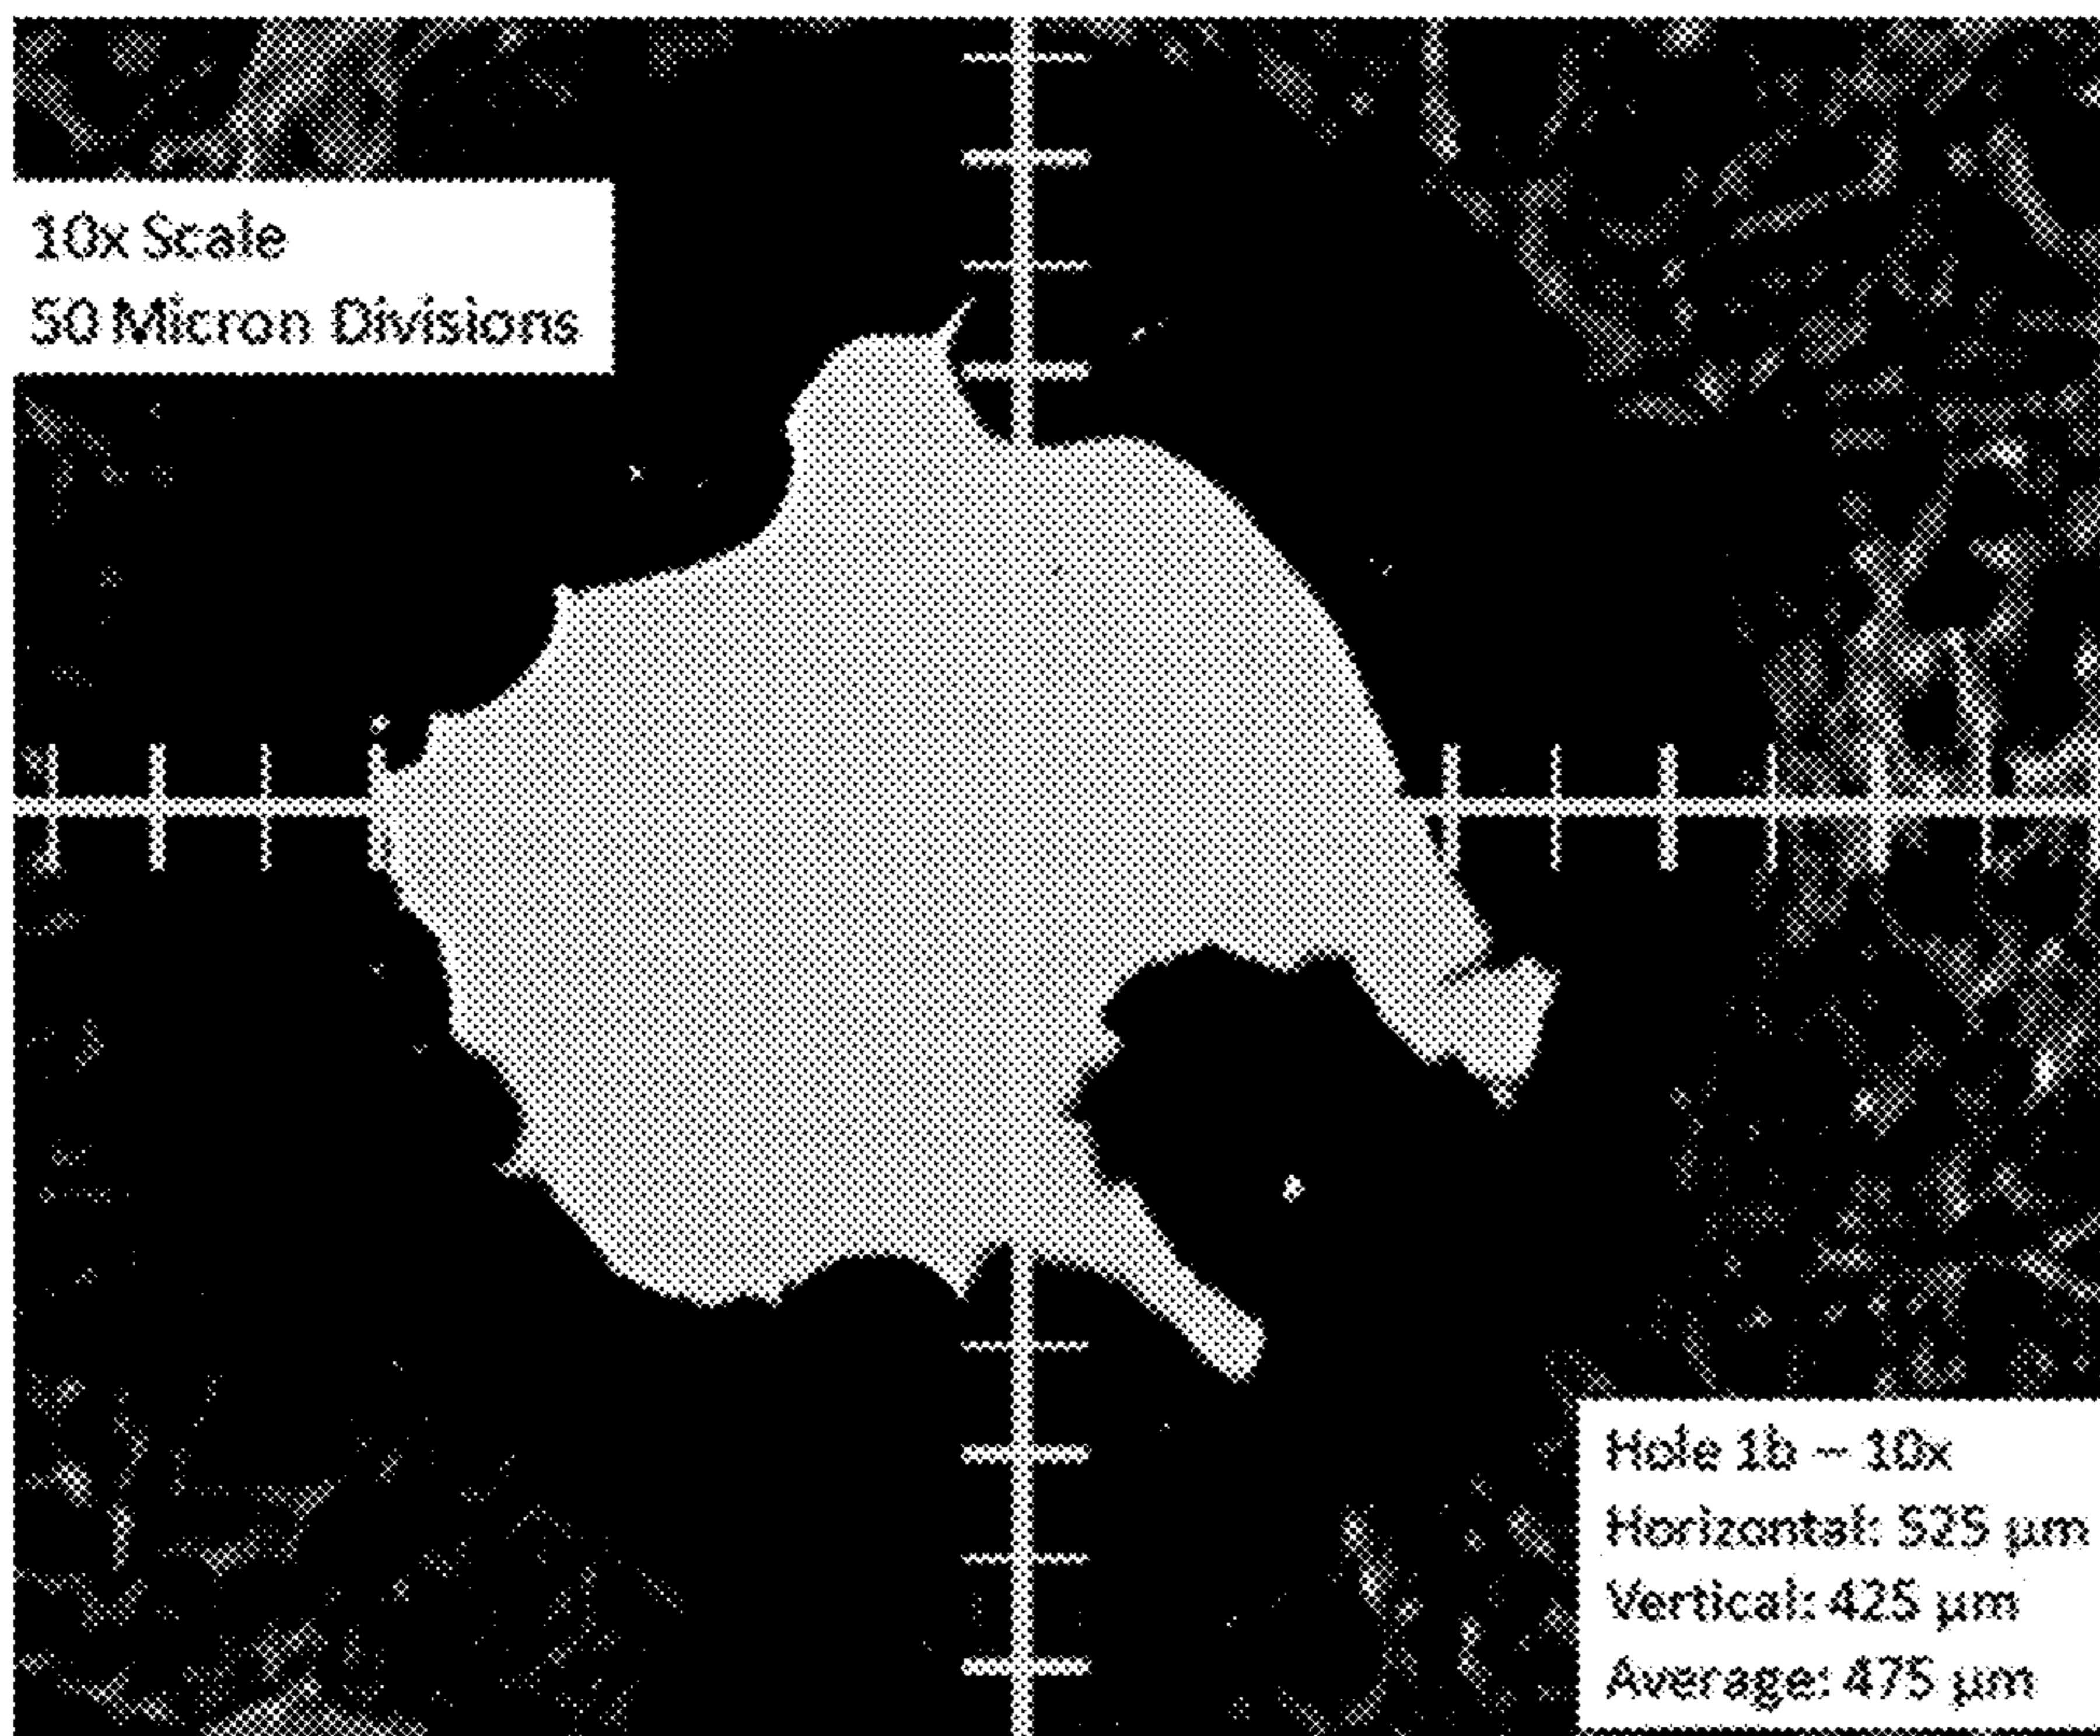 10x Scale
50 Micron Divisions
Hole 1b – 10x
Horizontal: 525 µm
Vertical: 425 µm
Average: 475 µm